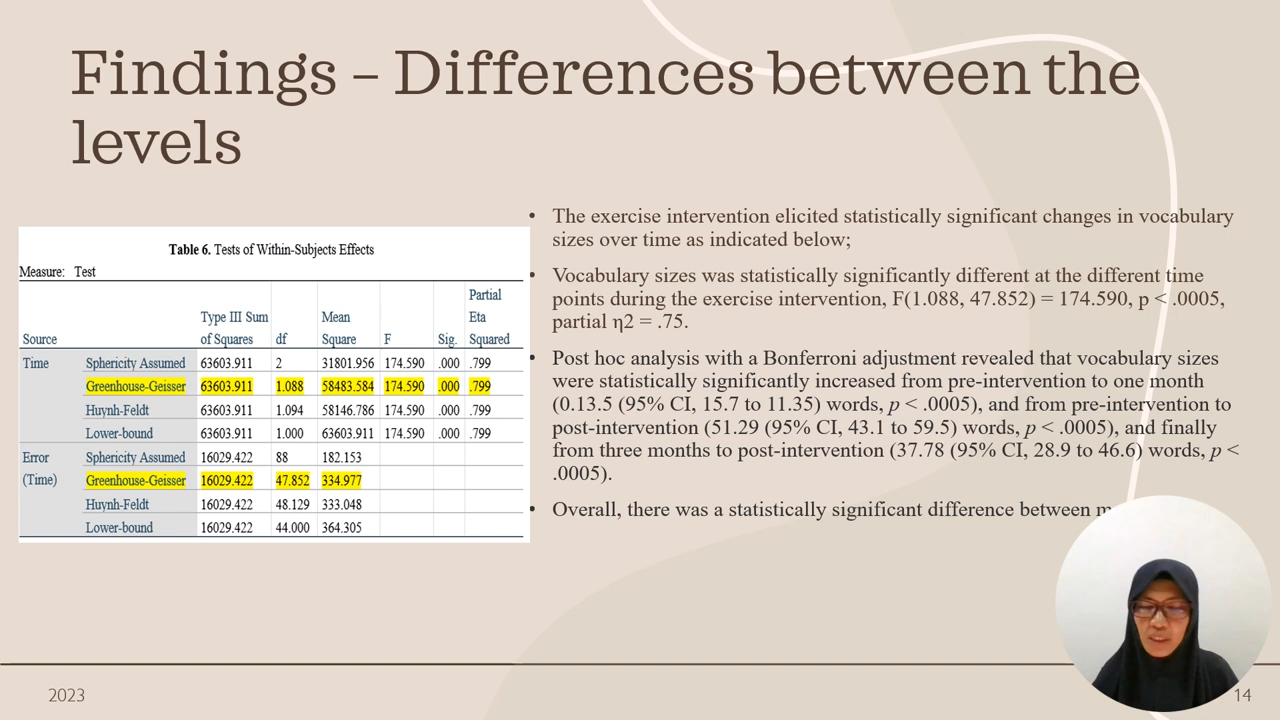 Findings – Differences between the
levels
Table 6. Tests of Within-Subjects Effects
Measure: Test
Source Type III Sum of Squares df Mean Square F Sig. Partial Eta Squared
Time Sphericity Assumed 63603.911 2 31801.956 174.590 .000 .799
Greenhouse-Geisser 63603.911 1.088 58483.584 174.590 .000 .799
Huynh-Feldt 63603.911 1.094 58146.786 174.590 .000 .799
Lower-bound 63603.911 1.000 63603.911 174.590 .000 .799
Error (Time) Sphericity Assumed 16029.422 88 182.153
Greenhouse-Geisser 16029.422 47.852 334.977
Huynh-Feldt 16029.422 48.129 333.048
Lower-bound 16029.422 44.000 364.305
• The exercise intervention elicited statistically significant changes in vocabulary
sizes over time as indicated below;
• Vocabulary sizes was statistically significantly different at the different time
points during the exercise intervention, F(1.088, 47.852) = 174.590, p < .0005,
partial η2 = .75.
• Post hoc analysis with a Bonferroni adjustment revealed that vocabulary sizes
were statistically significantly increased from pre-intervention to one month
(0.13.5 (95% CI, 15.7 to 11.35) words, p < .0005), and from pre-intervention to
post-intervention (51.29 (95% CI, 43.1 to 59.5) words, p < .0005), and finally
from three months to post-intervention (37.78 (95% CI, 28.9 to 46.6) words, p <
.0005).
• Overall, there was a statistically significant difference between
2023
14